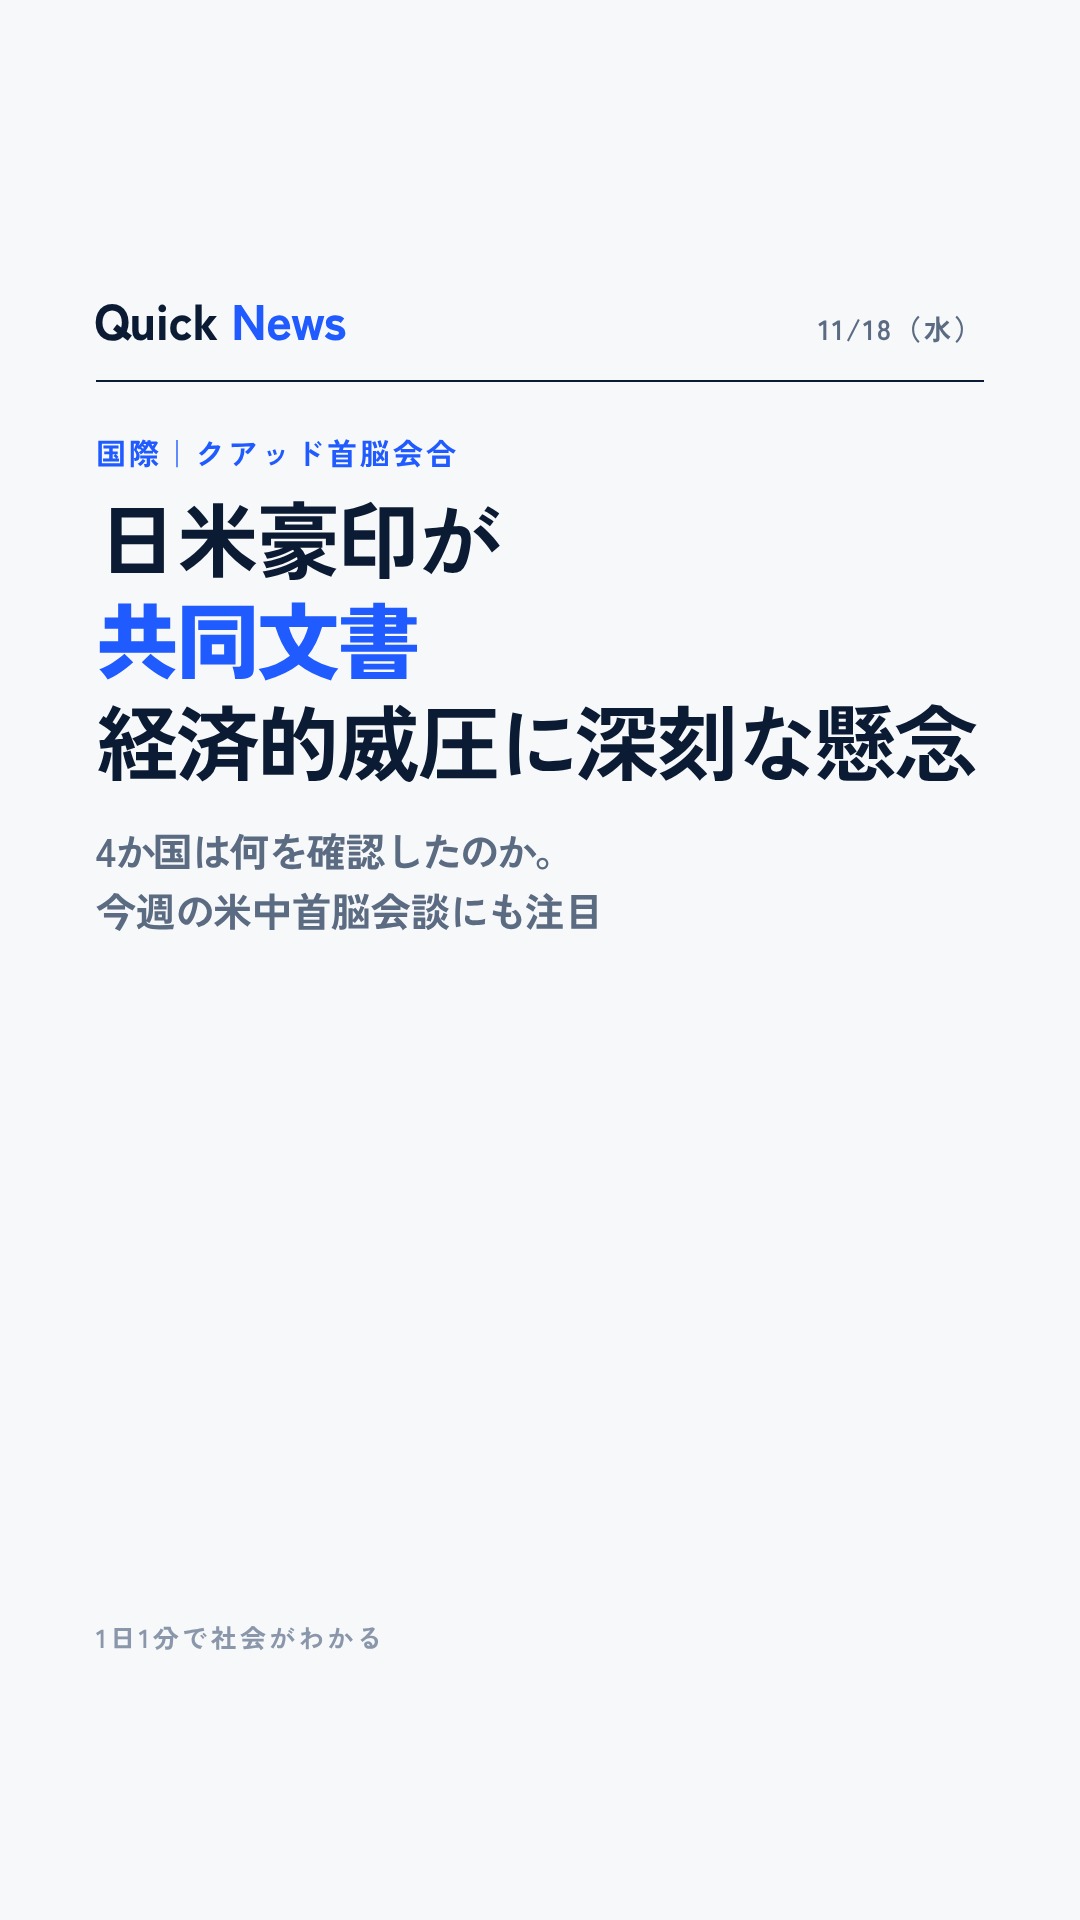 Quick News
11/18（水）
国際｜クアッド首脳会合
日米豪印が
共同文書
経済的威圧に深刻な懸念
4か国は何を確認したのか。
今週の米中首脳会談にも注目
1日1分で社会がわかる